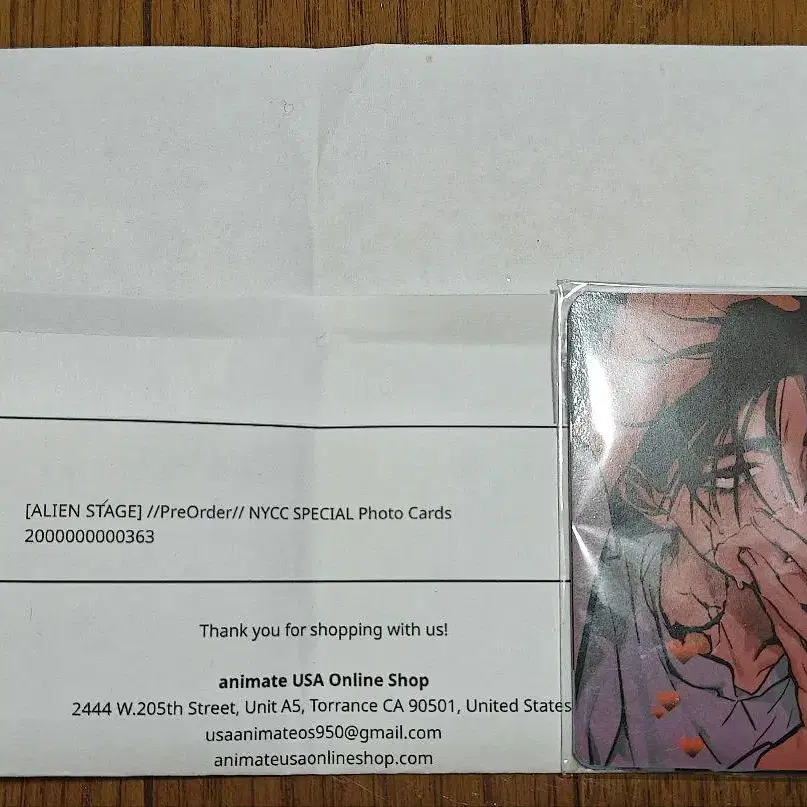 [ALIEN STAGE] //PreOrder// NYCC SPECIAL Photo Cards
2000000000363
Thank you for shopping with us!
animate USA Online Shop
2444 W.205th Street, Unit A5, Torrance CA 90501, United States
usaanimateos950@gmail.com
animateusaonlineshop.com